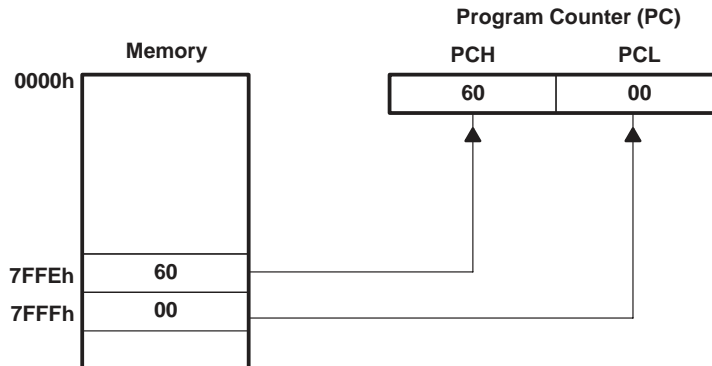 Program Counter (PC)
Memory
PCH PCL
0000h
60 00
7FFEh 60
7FFFh 00